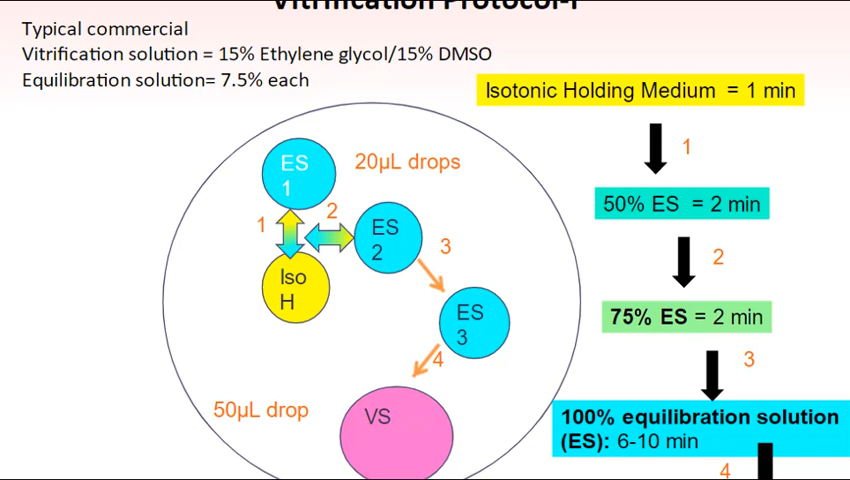 Vitrification Protocol-I
Typical commercial
Vitrification solution = 15% Ethylene glycol/15% DMSO
Equilibration solution= 7.5% each
Isotonic Holding Medium = 1 min
1
50% ES = 2 min
2
75% ES = 2 min
3
100% equilibration solution
(ES): 6-10 min
4
ES
1
20µL drops
1
2
ES
2
3
Iso
H
ES
3
4
50µL drop
VS